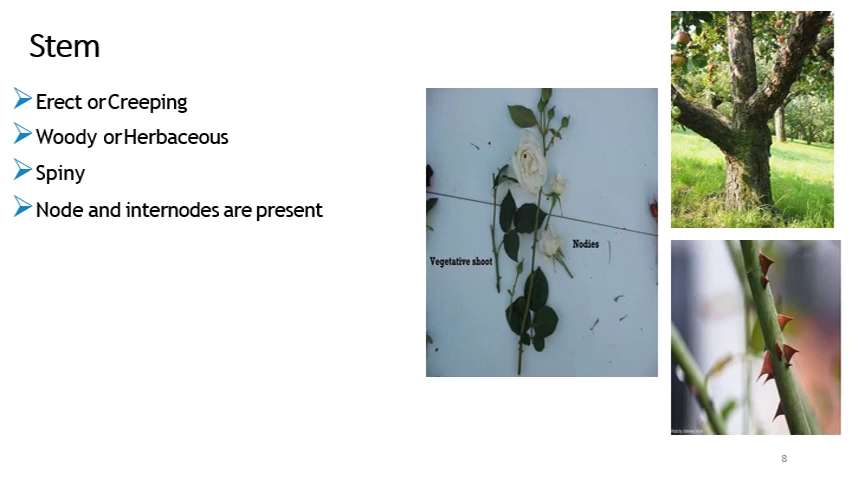 Stem
Erect or Creeping
Woody or Herbaceous
Spiny
Node and internodes are present
Nodies
Vegetative shoot
8